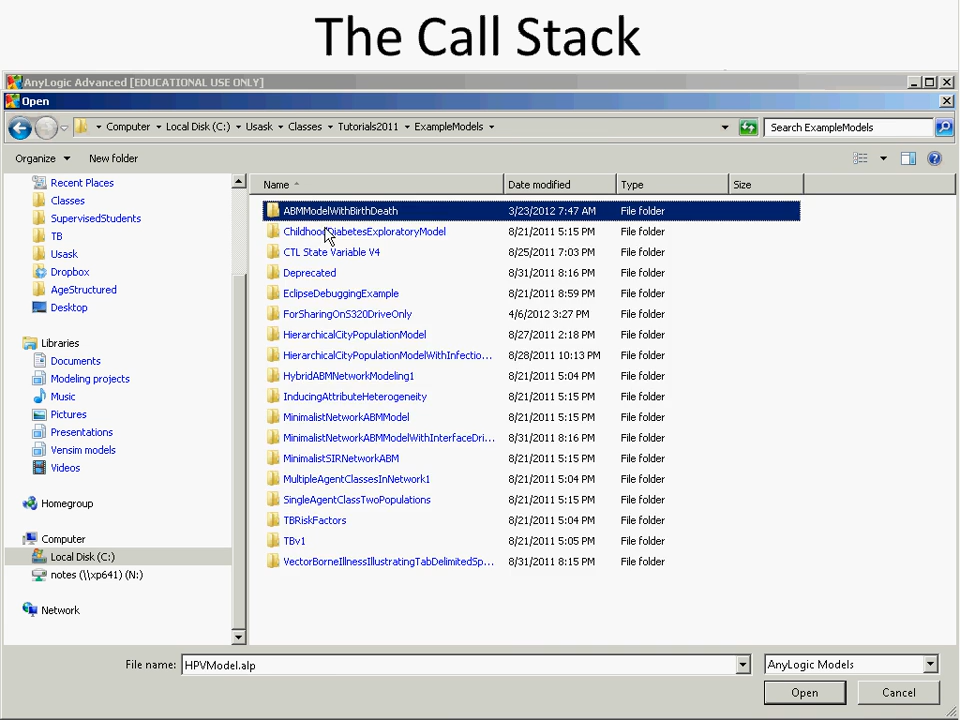 The Call Stack
AnyLogic Advanced [EDUCATIONAL USE ONLY]
Open
Computer Local Disk (C:) Usask Classes Tutorials2011 ExampleModels Search ExampleModels
Organize New folder
Name Date modified Type Size
Recent Places
Classes
SupervisedStudents
TB
Usask
Dropbox
AgeStructured
Desktop
Libraries
Documents
Modeling projects
Music
Pictures
Presentations
Vensim models
Videos
Homegroup
Computer
Local Disk (C:)
notes (\\xp641) (N:)
Network
ABMModelWithBirthDeath 3/23/2012 7:47 AM File folder
ChildhoodDiabetesExploratoryModel 8/21/2011 5:15 PM File folder
CTL State Variable V4 8/25/2011 7:03 PM File folder
Deprecated 8/31/2011 8:16 PM File folder
EclipseDebuggingExample 8/21/2011 8:59 PM File folder
ForSharingOnS320DriveOnly 4/6/2012 3:27 PM File folder
HierarchicalCityPopulationModel 8/27/2011 2:18 PM File folder
HierarchicalCityPopulationModelWithInfectio... 8/28/2011 10:13 PM File folder
HybridABMNetworkModeling1 8/21/2011 5:04 PM File folder
InducingAttributeHeterogeneity 8/21/2011 5:15 PM File folder
MinimalistNetworkABMModel 8/21/2011 5:15 PM File folder
MinimalistNetworkABMModelWithInterfaceDri... 8/31/2011 8:16 PM File folder
MinimalistSIRNetworkABM 8/21/2011 5:15 PM File folder
MultipleAgentClassesInNetwork1 8/21/2011 5:04 PM File folder
SingleAgentClassTwoPopulations 8/21/2011 5:15 PM File folder
TBRiskFactors 8/21/2011 5:04 PM File folder
TBv1 8/21/2011 5:05 PM File folder
VectorBorneIllnessIllustratingTabDelimitedSp... 8/31/2011 8:15 PM File folder
File name: HPVModel.alp AnyLogic Models
Open Cancel